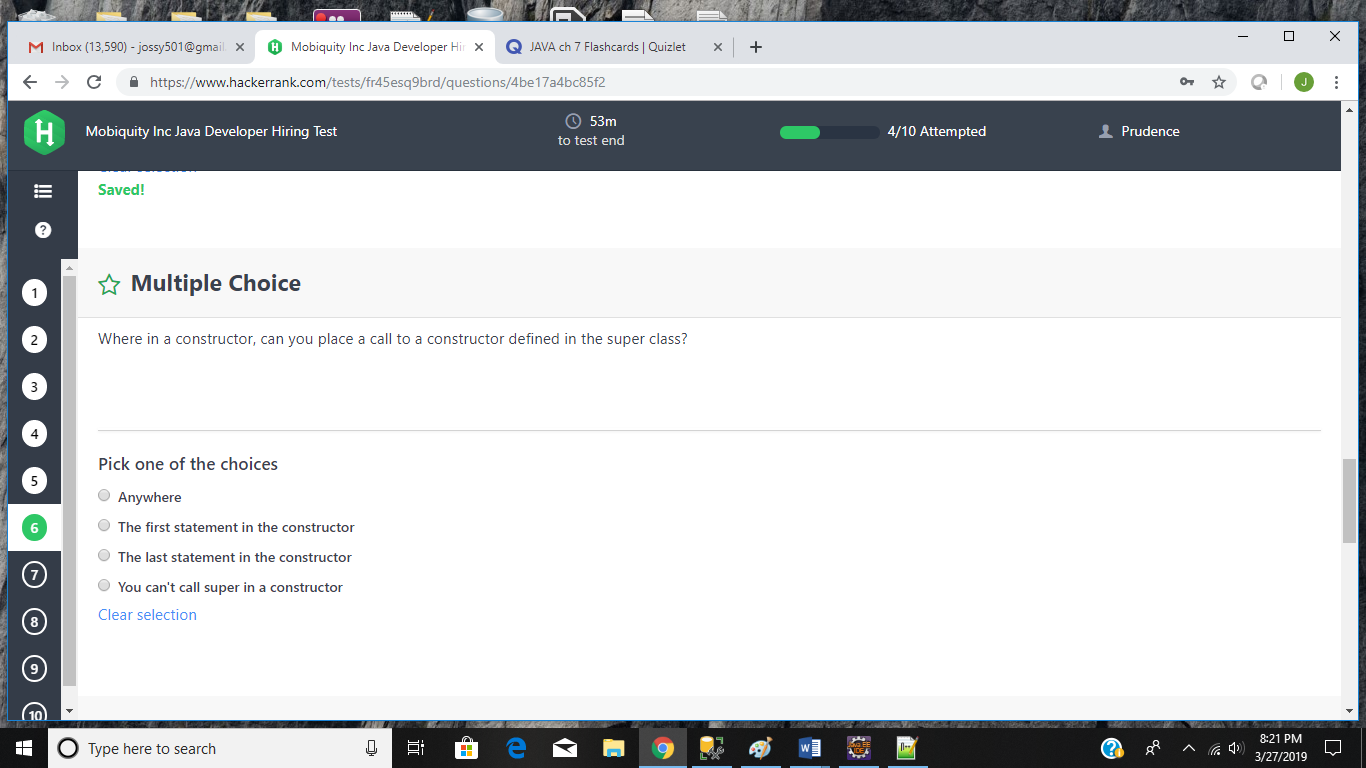 Inbox (13,590) - jossy501@gmail
Mobiquity Inc Java Developer Hir
JAVA ch 7 Flashcards | Quizlet
https://www.hackerrank.com/tests/fr45esq9brd/questions/4be17a4bc85f2
J
H
Mobiquity Inc Java Developer Hiring Test
53m
to test end
4/10 Attempted
Prudence
Saved!
?
Multiple Choice
1
2
3
4
5
6
7
8
9
10
Where in a constructor, can you place a call to a constructor defined in the super class?
Pick one of the choices
Anywhere
The first statement in the constructor
The last statement in the constructor
You can't call super in a constructor
Clear selection
Type here to search
8:21 PM
3/27/2019